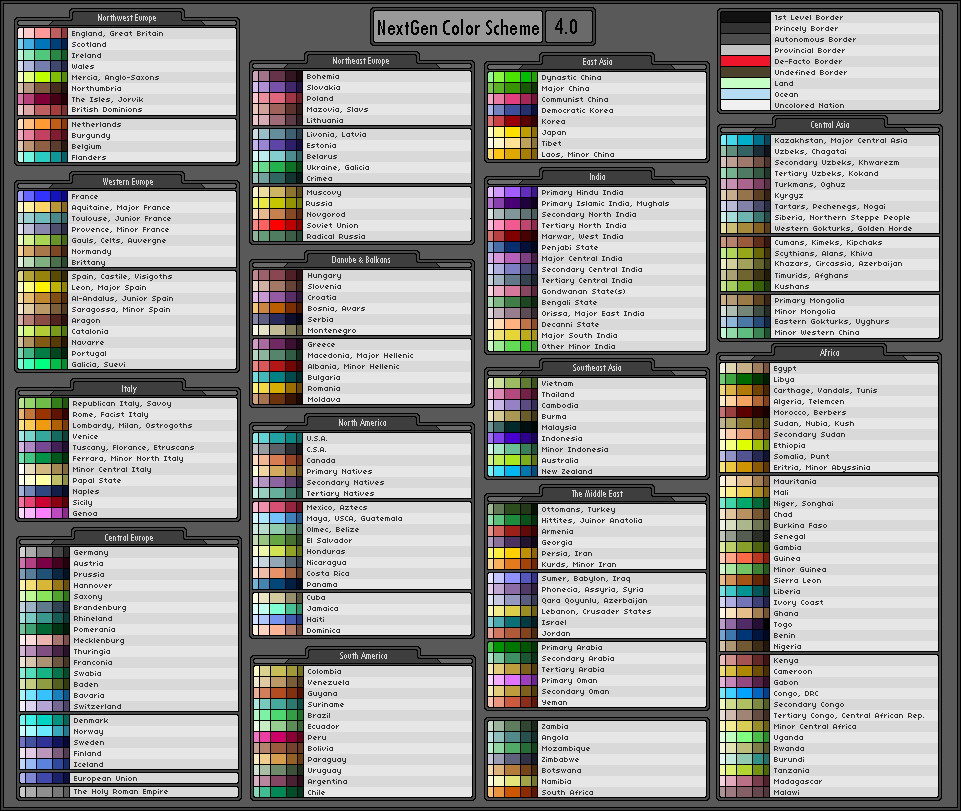 NextGen Color Scheme 4.0
Northwest Europe
England, Great Britain
Scotland
Ireland
Wales
Mercia, Anglo-Saxons
Northumbria
The Isles, Jorvik
British Dominions
Netherlands
Burgundy
Belgium
Flanders
Western Europe
France
Aquitaine, Major France
Toulouse, Junior France
Provence, Minor France
Gauls, Celts, Auvergne
Normandy
Brittany
Spain, Castile, Visigoths
Leon, Major Spain
Al-Andalus, Junior Spain
Saragossa, Minor Spain
Aragon
Catalonia
Navarre
Portugal
Galicia, Suevi
Italy
Republican Italy, Savoy
Rome, Facist Italy
Lombardy, Milan, Ostrogoths
Venice
Tuscany, Florance, Etruscans
Ferrara, Minor North Italy
Minor Central Italy
Papal State
Naples
Sicily
Genoa
Central Europe
Germany
Austria
Prussia
Hannover
Saxony
Brandenburg
Rhineland
Pomerania
Mecklenburg
Thuringia
Franconia
Swabia
Baden
Bavaria
Switzerland
Denmark
Norway
Sweden
Finland
Iceland
European Union
The Holy Roman Empire
Northeast Europe
Bohemia
Slovakia
Poland
Mazovia, Slavs
Lithuania
Livonia, Latvia
Estonia
Belarus
Ukraine, Galicia
Crimea
Muscovy
Russia
Novgorod
Soviet Union
Radical Russia
Danube & Balkans
Hungary
Slovenia
Croatia
Bosnia, Avars
Serbia
Montenegro
Greece
Macedonia, Major Hellenic
Albania, Minor Hellenic
Bulgaria
Romania
Moldava
North America
U.S.A.
C.S.A.
Canada
Primary Natives
Secondary Natives
Tertiary Natives
Mexico, Aztecs
Maya, USCA, Guatemala
Olmec, Belize
El Salvador
Honduras
Nicaragua
Costa Rica
Panama
Cuba
Jamaica
Haiti
Dominica
South America
Colombia
Venezuela
Guyana
Suriname
Brazil
Ecuador
Peru
Bolivia
Paraguay
Uruguay
Argentina
Chile
East Asia
Dynastic China
Major China
Communist China
Democratic Korea
Korea
Japan
Tibet
Laos, Minor China
India
Primary Hindu India
Primary Islamic India, Mughals
Secondary North India
Tertiary North India
Marwar, West India
Penjabi State
Major Central India
Secondary Central India
Tertiary Central India
Gondwanan State(s)
Bengali State
Orissa, Major East India
Decanni State
Major South India
Other Minor India
Southeast Asia
Vietnam
Thailand
Cambodia
Burma
Malaysia
Indonesia
Minor Indonesia
Australia
New Zealand
The Middle East
Ottomans, Turkey
Hittites, Juinor Anatolia
Armenia
Georgia
Persia, Iran
Kurds, Minor Iran
Sumer, Babylon, Iraq
Phonecia, Assyria, Syria
Qara Qoyunlu, Azerbaijan
Lebanon, Crusader States
Israel
Jordan
Primary Arabia
Secondary Arabia
Tertiary Arabia
Primary Oman
Secondary Oman
Yeman
Zambia
Angola
Mozambique
Zimbabwe
Botswana
Namibia
South Africa
1st Level Border
Princely Border
Autonomous Border
Provincial Border
De-Facto Border
Undefined Border
Land
Ocean
Uncolored Nation
Central Asia
Kazakhstan, Major Central Asia
Uzbeks, Chagatai
Secondary Uzbeks, Khwarezm
Tertiary Uzbeks, Kokand
Turkmans, Oghuz
Kyrgyz
Tartars, Pechenegs, Nogai
Siberia, Northern Steppe People
Western Gokturks, Golden Horde
Cumans, Kimeks, Kipchaks
Scythians, Alans, Khiva
Khazars, Circassia, Azerbaijan
Timurids, Afghans
Kushans
Primary Mongolia
Minor Mongolia
Eastern Gokturks, Uyghurs
Minor Western China
Africa
Egypt
Libya
Carthage, Vandals, Tunis
Algeria, Telemcen
Morocco, Berbers
Sudan, Nubia, Kush
Secondary Sudan
Ethiopia
Somalia, Punt
Eritria, Minor Abyssinia
Mauritania
Mali
Niger, Songhai
Chad
Burkina Faso
Senegal
Gambia
Guinea
Minor Guinea
Sierra Leon
Liberia
Ivory Coast
Ghana
Togo
Benin
Nigeria
Kenya
Cameroon
Gabon
Congo, DRC
Secondary Congo
Tertiary Congo, Central African Rep.
Minor Central Africa
Uganda
Rwanda
Burundi
Tanzania
Madagascar
Malawi